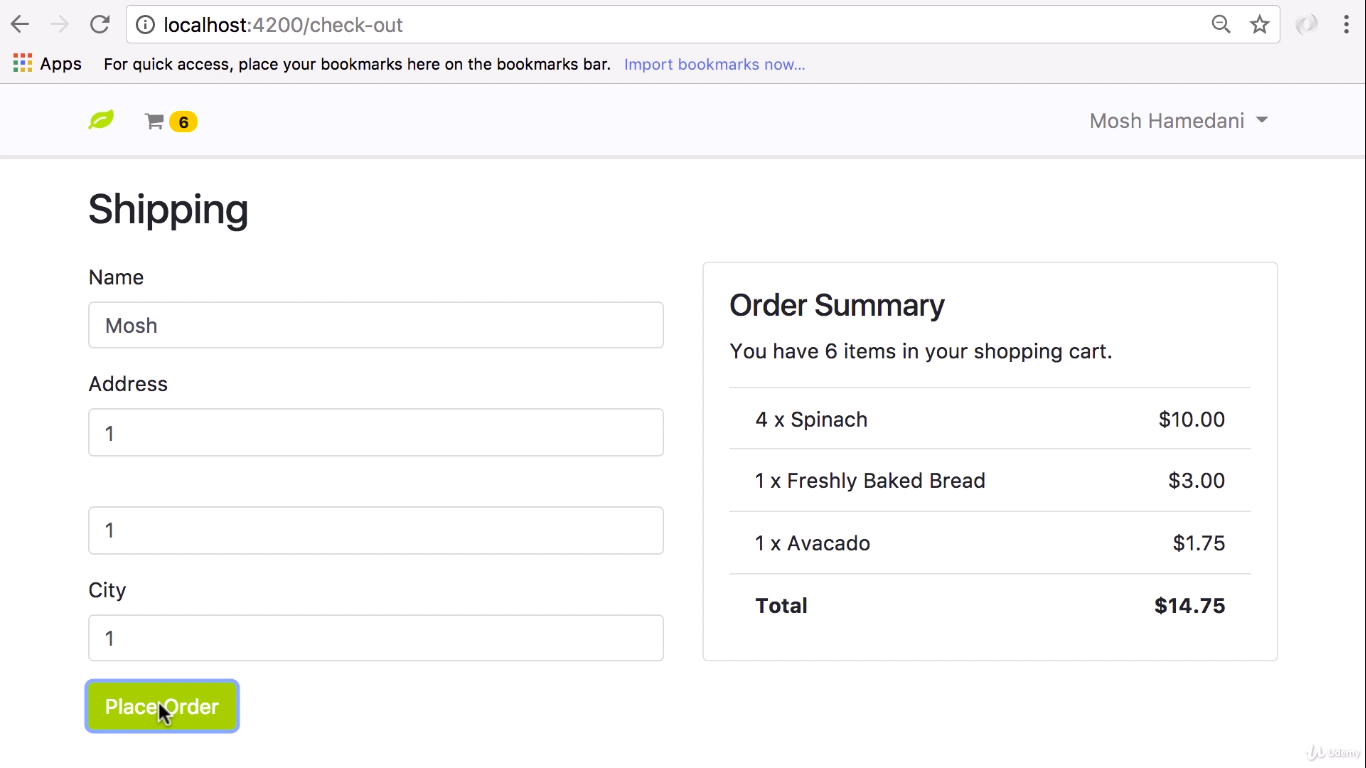 localhost:4200/check-out
Apps For quick access, place your bookmarks here on the bookmarks bar. Import bookmarks now...
6 Mosh Hamedani
Shipping
Name
Mosh
Address
1
1
City
1
Place Order
Order Summary
You have 6 items in your shopping cart.
4 x Spinach $10.00
1 x Freshly Baked Bread $3.00
1 x Avacado $1.75
Total $14.75
Udemy